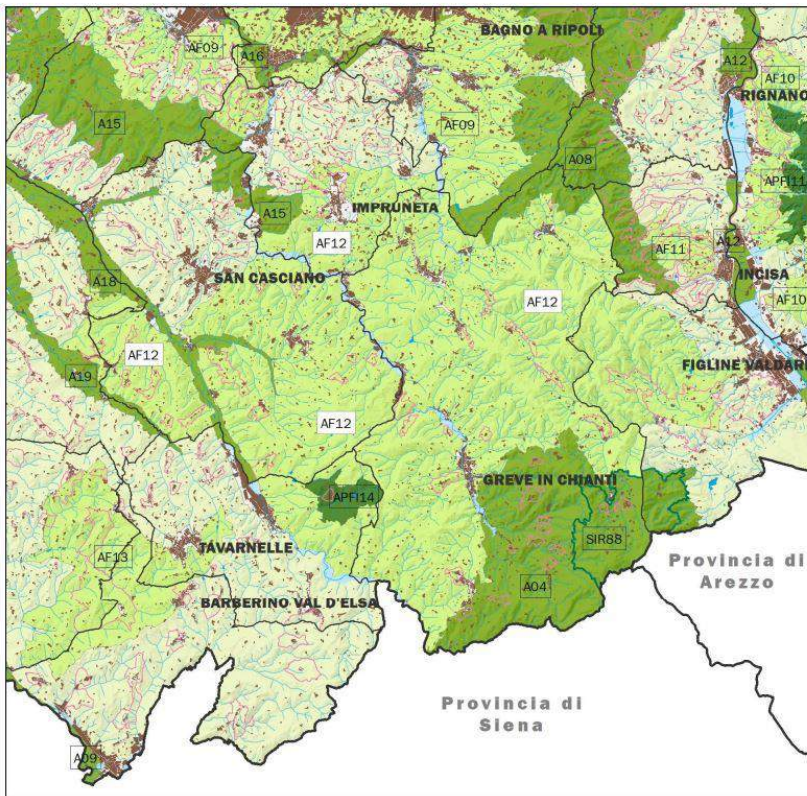 BAGNO A RIPOLI
AF09
A16
A12
AF10
RIGNANO
A15
AF09
A08
APFI11
A15
IMPRUNETA
AF12
AF11
A12
SAN CASCIANO
INCISA
A18
AF12
AF10
AF12
FIGLINE VALDAR
A19
AF12
GREVE IN CHIANTI
APFI14
SIR88
TAVARNELLE
AF13
Provincia di
Arezzo
A04
BARBERINO VAL D'ELSA
Provincia di
Siena
A09